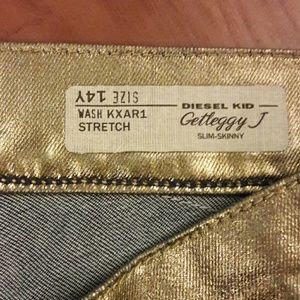 SIZE 14Y
WASH KXAR1
STRETCH
DIESEL KID
Getleggy J
SLIM-SKINNY